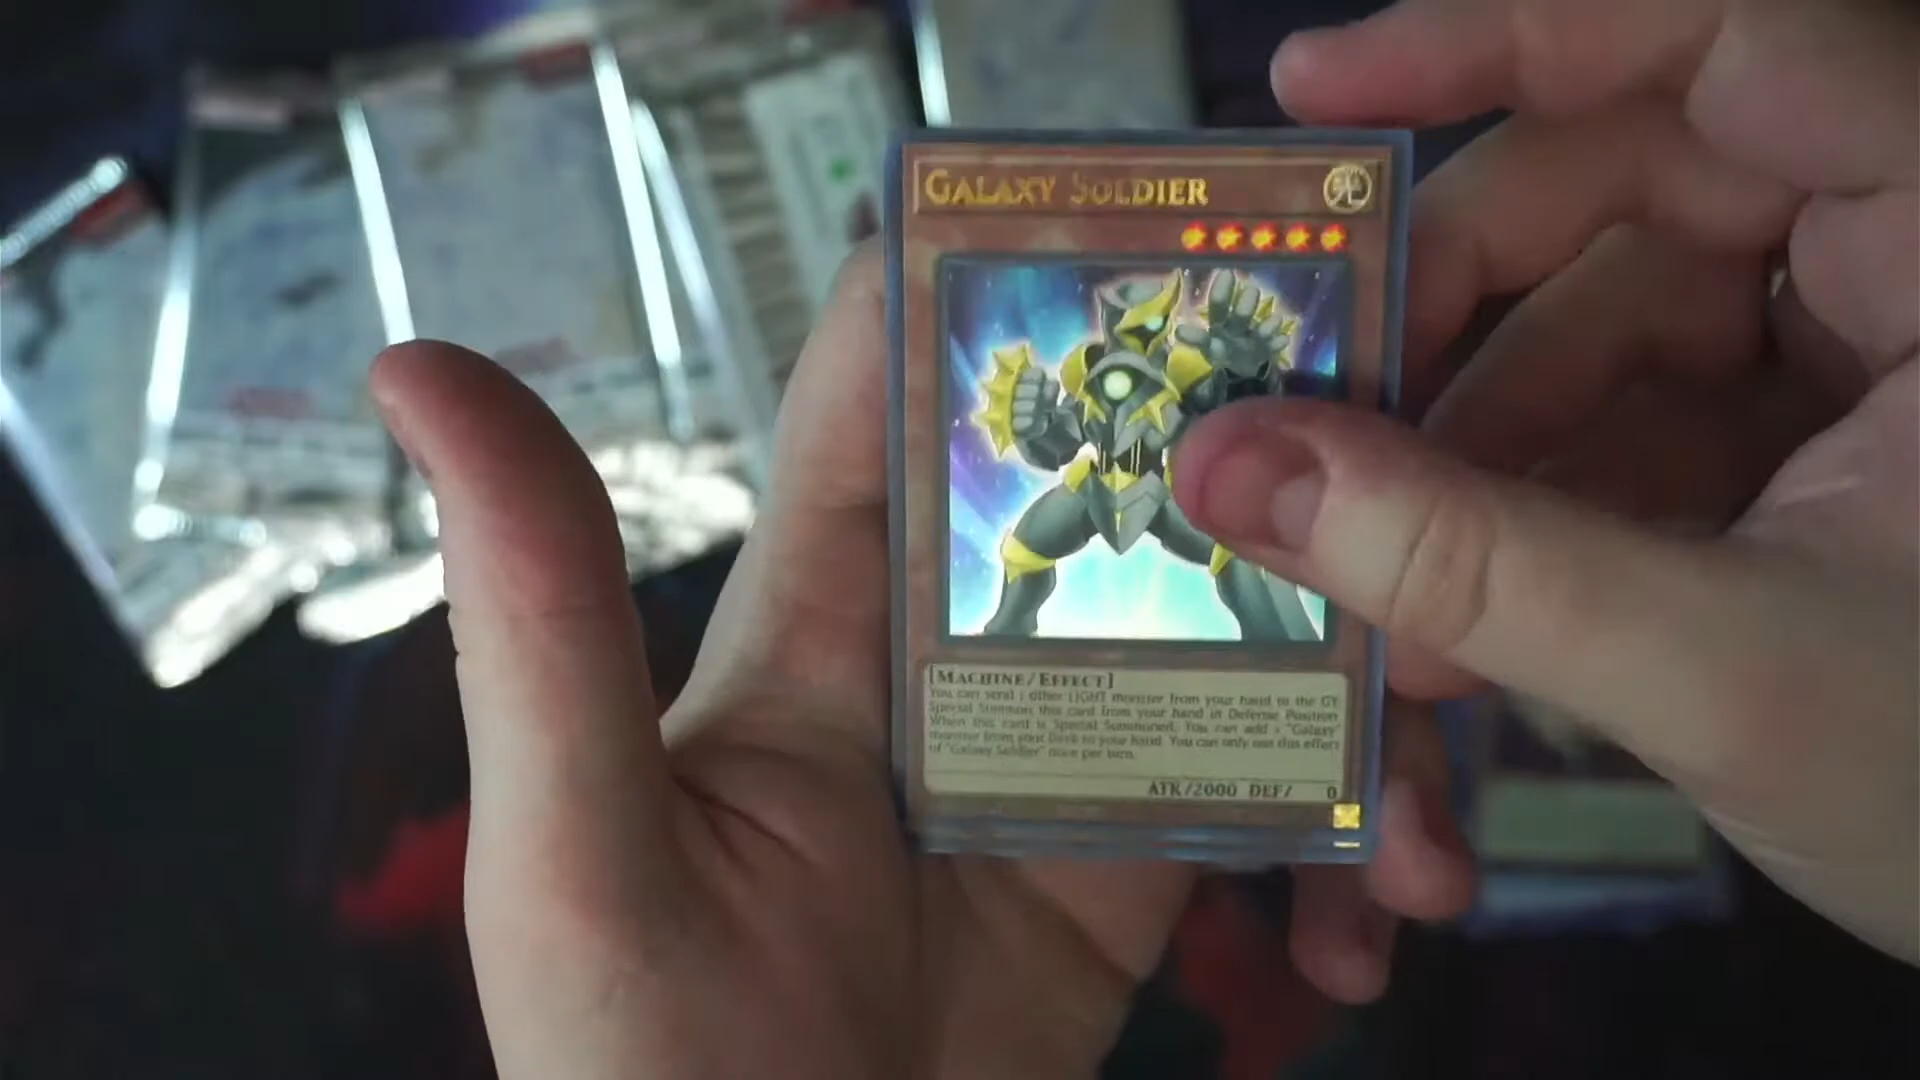 GALAXY SOLDIER
[MACHINE/EFFECT]
You can send 1 other LIGHT monster from your hand to the GY
Special Summon this card from your hand in Defense Position
When this card is Special Summoned: You can add 1 "Galaxy"
monster from your Deck to your hand. You can only use this effect
of "Galaxy Soldier" once per turn.
ATK/2000 DEF/ 0